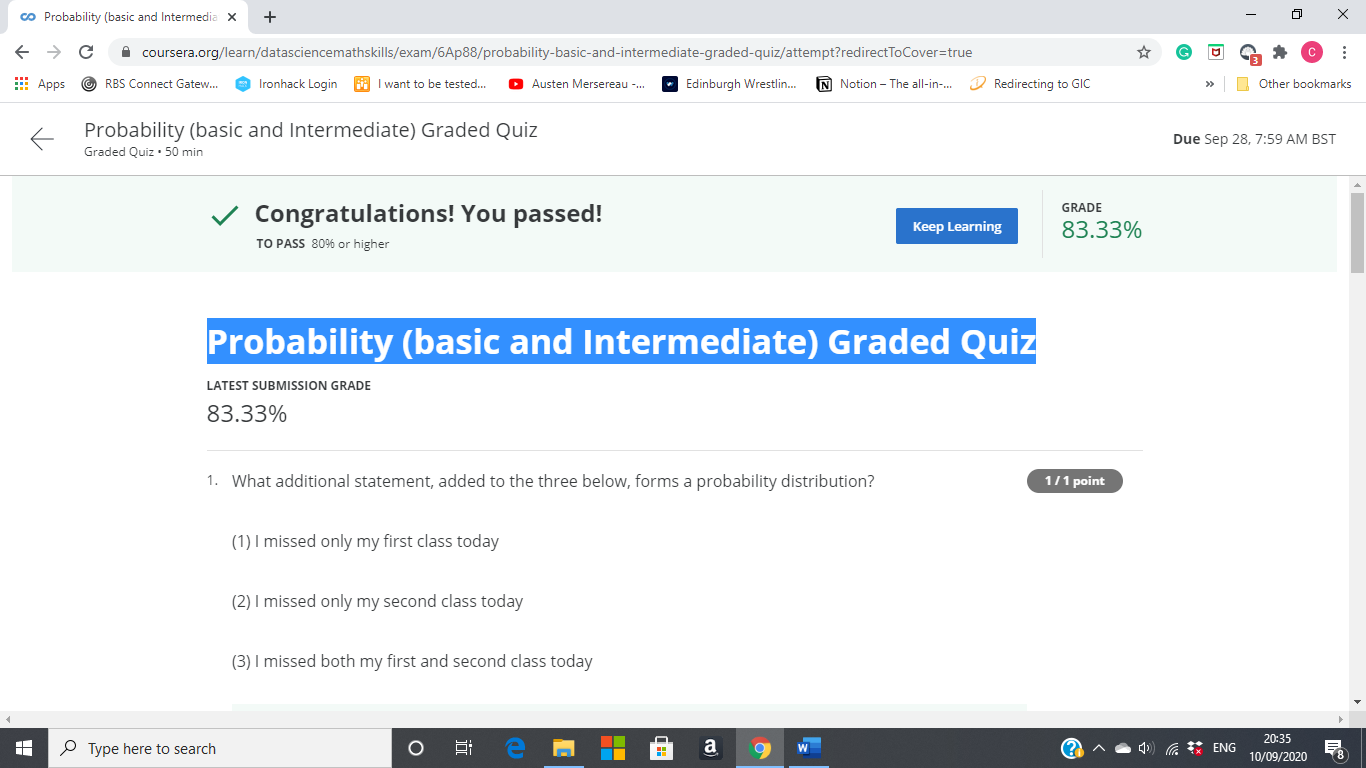 Probability (basic and Intermedia
coursera.org/learn/datasciencemathskills/exam/6Ap88/probability-basic-and-intermediate-graded-quiz/attempt?redirectToCover=true
3
C
Apps
RBS Connect Gatew...
Ironhack Login
I want to be tested...
Austen Mersereau -...
Edinburgh Wrestlin...
Notion – The all-in-...
Redirecting to GIC
»
Other bookmarks
Probability (basic and Intermediate) Graded Quiz
Graded Quiz • 50 min
Due Sep 28, 7:59 AM BST
Congratulations! You passed!
TO PASS 80% or higher
Keep Learning
GRADE
83.33%
Probability (basic and Intermediate) Graded Quiz
LATEST SUBMISSION GRADE
83.33%
1. What additional statement, added to the three below, forms a probability distribution?
1 / 1 point
(1) I missed only my first class today
(2) I missed only my second class today
(3) I missed both my first and second class today
Type here to search
ENG
20:35
10/09/2020
8